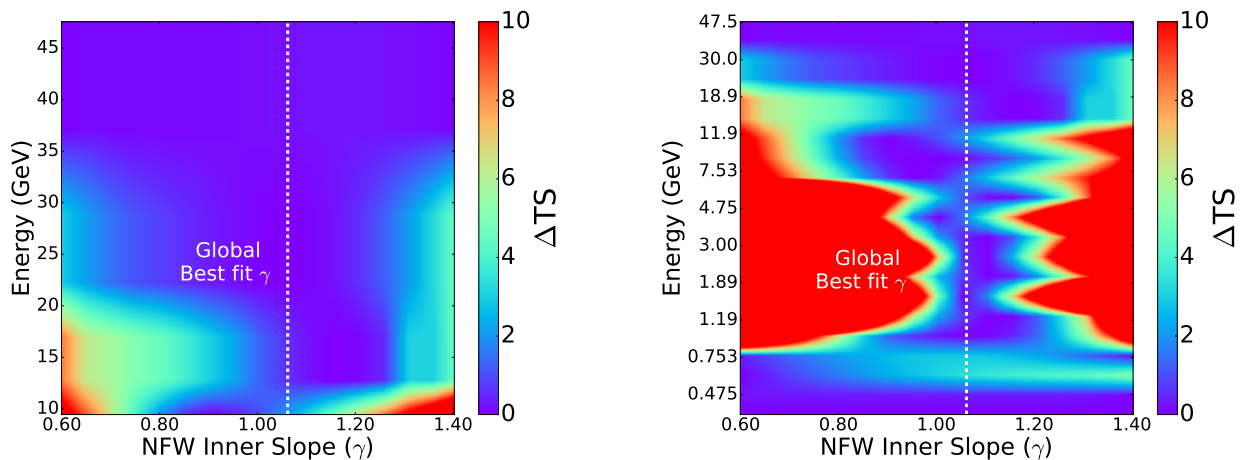 45
40
35
30
25
20
15
10
0.60 0.80 1.00 1.20 1.40
NFW Inner Slope (γ)
Energy (GeV)
Global
Best fit γ
10
8
6
4
2
0
ΔTS
47.5
30.0
18.9
11.9
7.53
4.75
3.00
1.89
1.19
0.753
0.475
0.60 0.80 1.00 1.20 1.40
NFW Inner Slope (γ)
Energy (GeV)
Global
Best fit γ
10
8
6
4
2
0
ΔTS